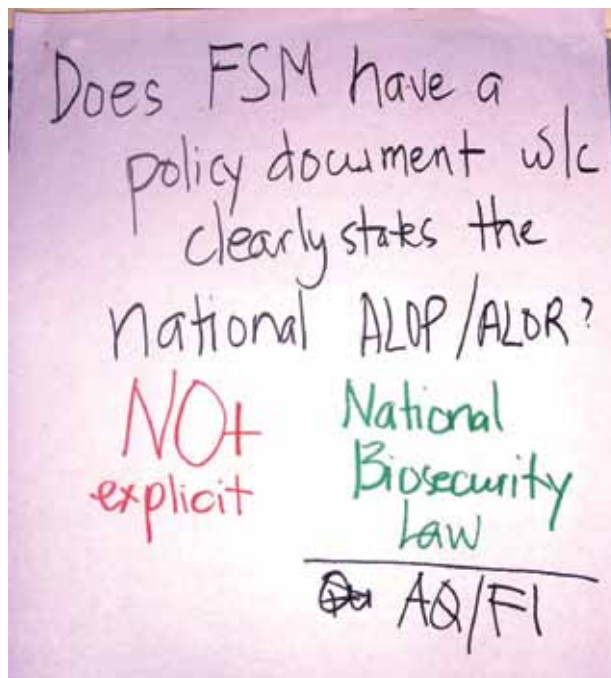 Does FSM have a
policy document w/c
clearly states the
national ALOP/ALOR?
NOt
explicit
National
Biosecurity
Law
AQ/FI